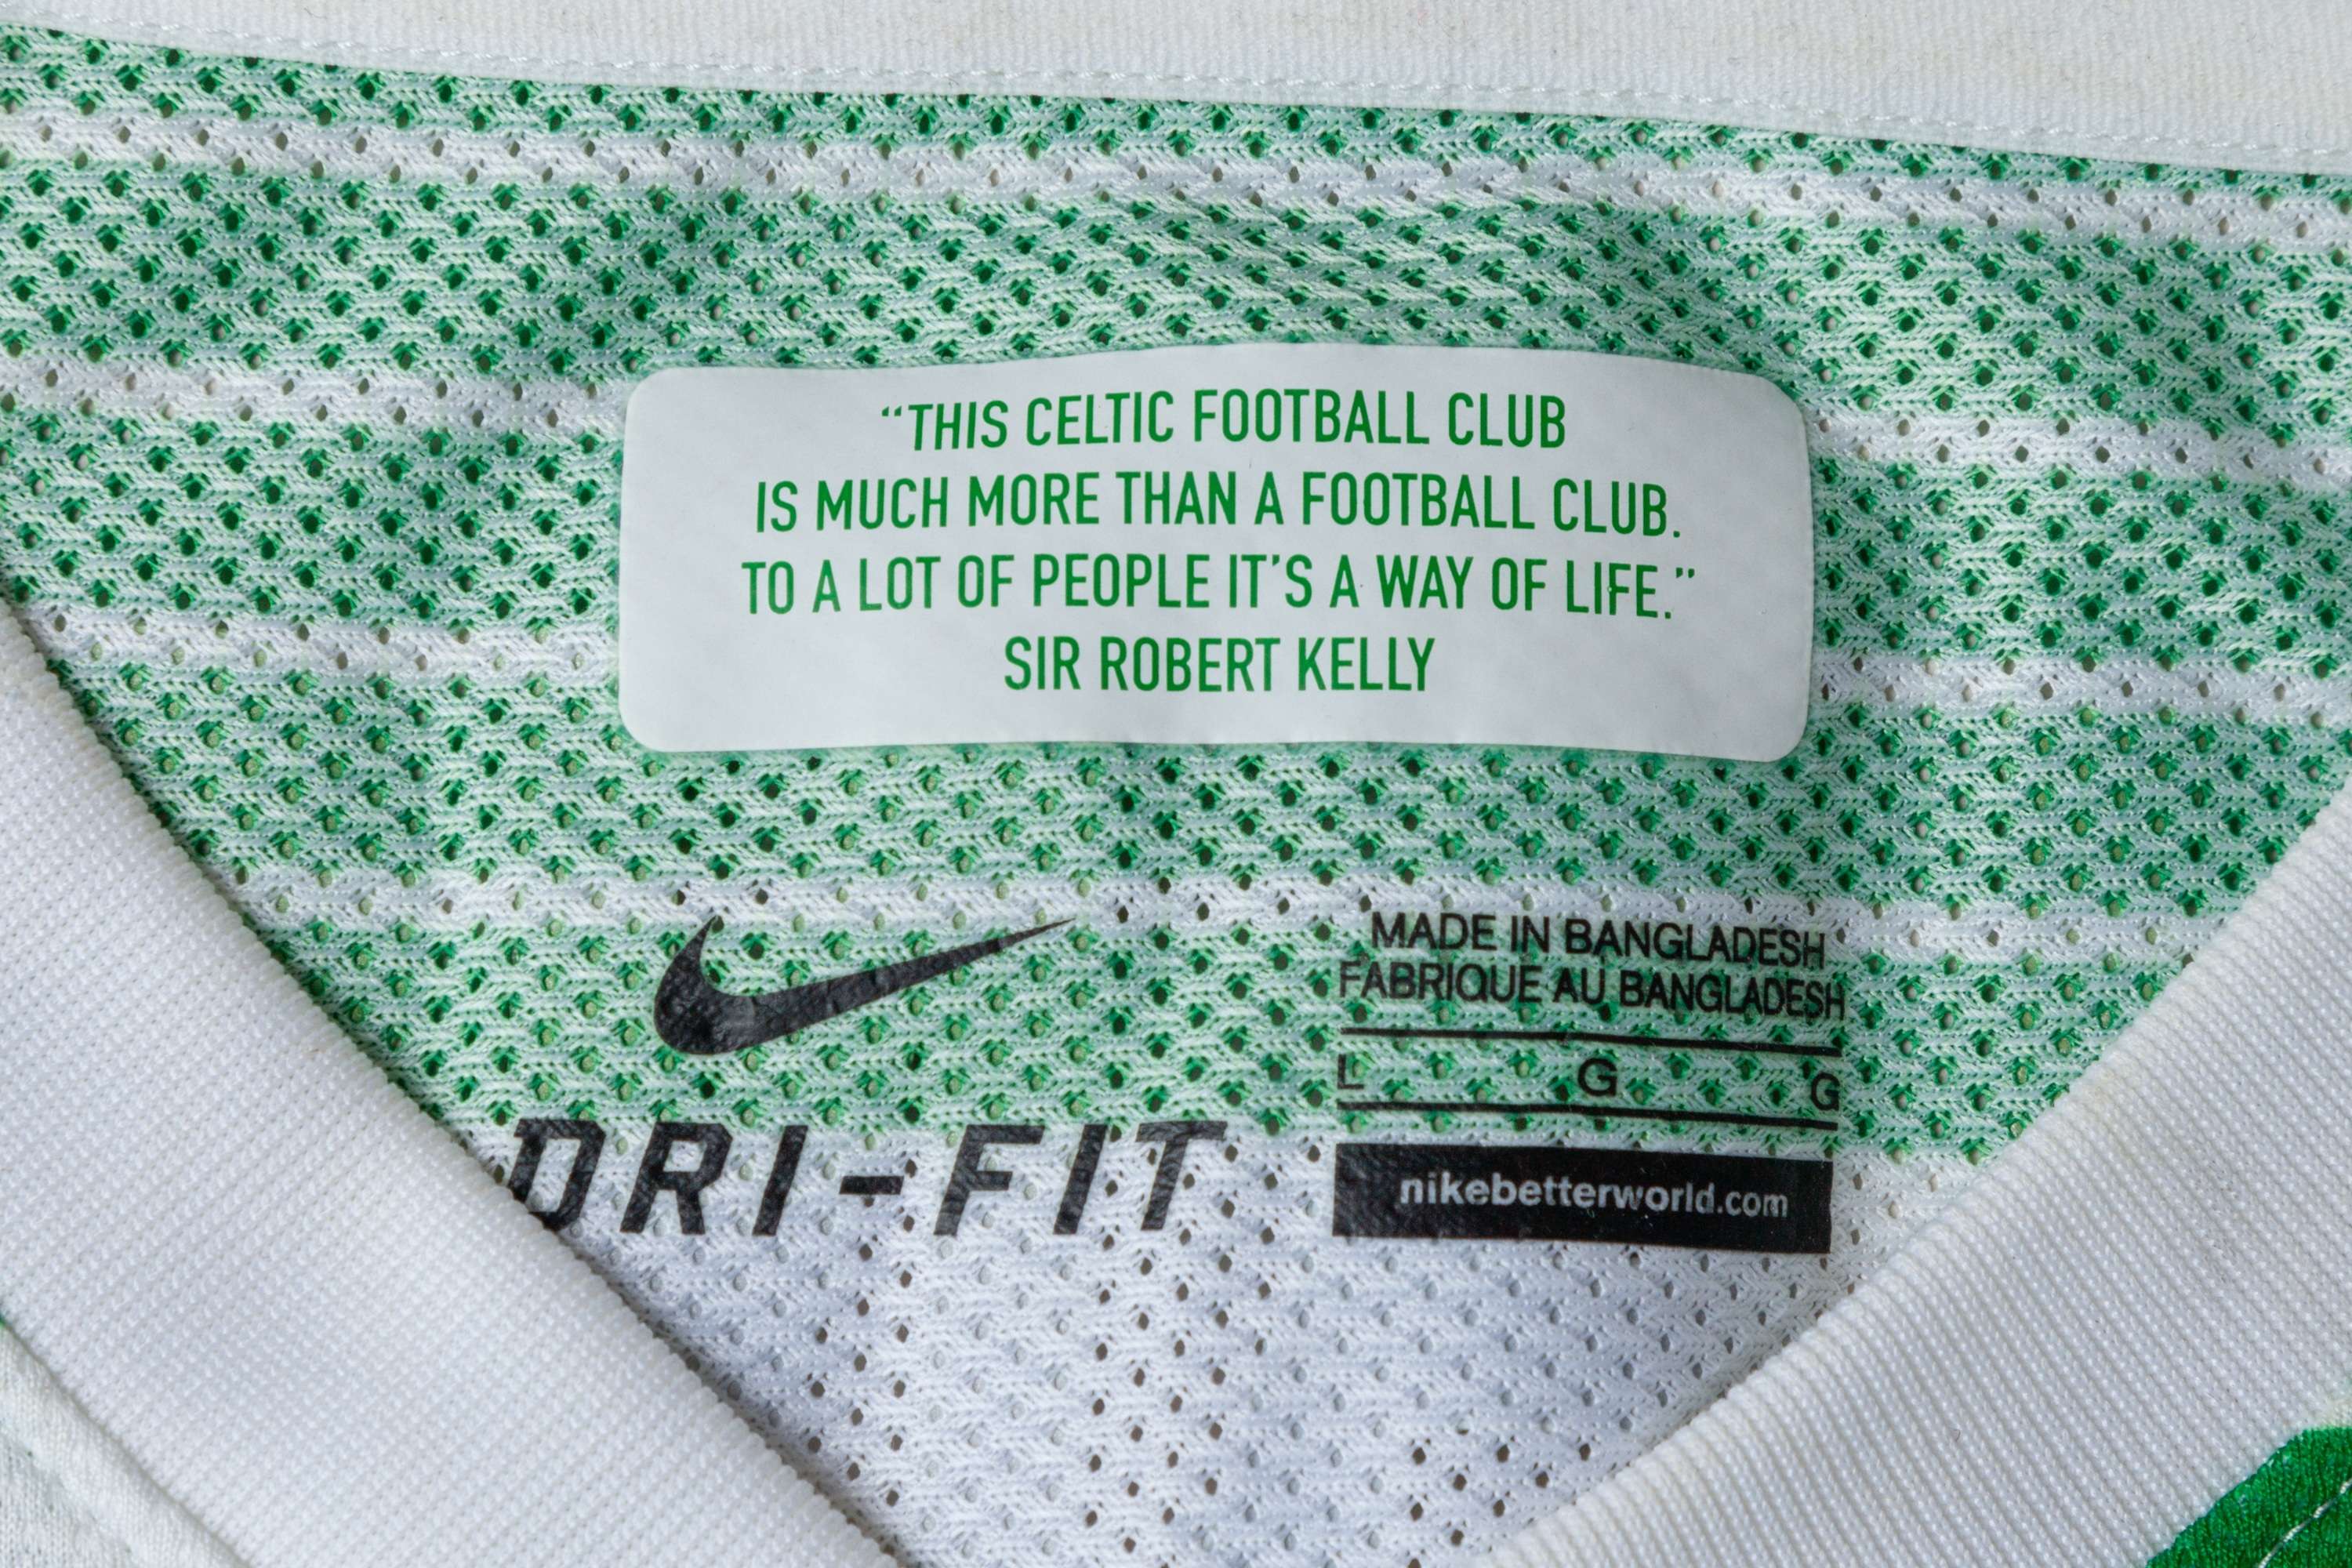 “THIS CELTIC FOOTBALL CLUB
IS MUCH MORE THAN A FOOTBALL CLUB.
TO A LOT OF PEOPLE IT’S A WAY OF LIFE.”
SIR ROBERT KELLY
DRI-FIT
MADE IN BANGLADESH
FABRIQUE AU BANGLADESH
L G G
nikebetterworld.com